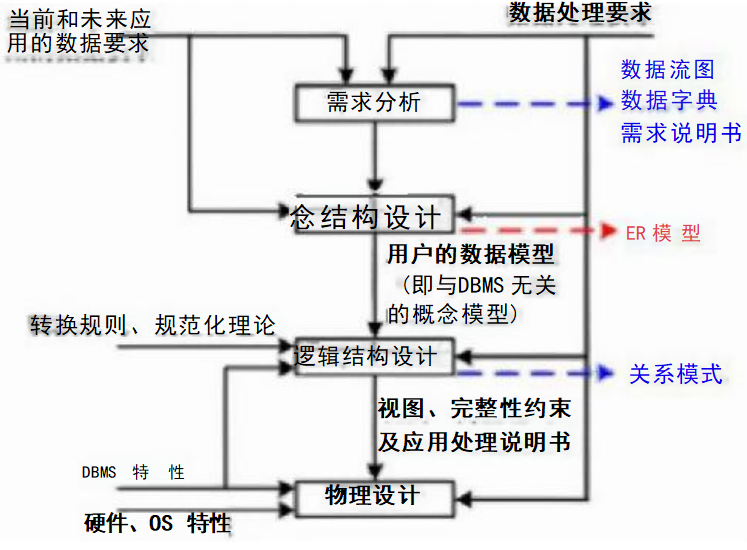 当前和未来应
用的数据要求
数据处理要求
需求分析
数据流图
数据字典
需求说明书
念结构设计
ER 模 型
用户的数据模型
（即与DBMS 无关
的概念模型）
转换规则、规范化理论
逻辑结构设计
关系模式
视图、完整性约束
及应用处理说明书
DBMS 特 性
物理设计
硬件、OS 特性